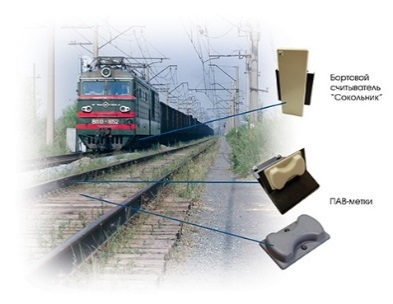 Бортовой
считыватель
"Сокольник"
ПАВ-метки